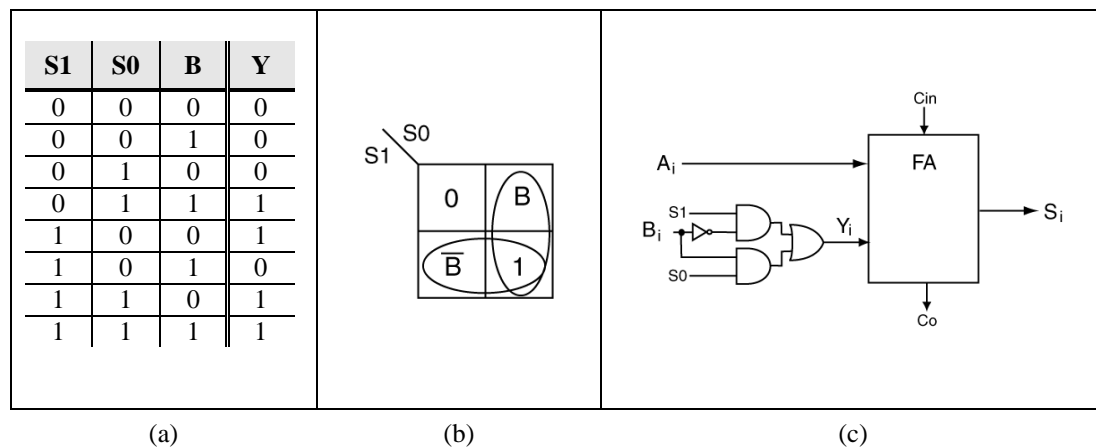 S1 S0 B Y
0 0 0 0
0 0 1 0
0 1 0 0
0 1 1 1
1 0 0 1
1 0 1 0
1 1 0 1
1 1 1 1
(a)
S0
S1
0 B
B̅ 1
(b)
Cin
FA
Ai
S1
Bi
Yi
S0
Si
Co
(c)